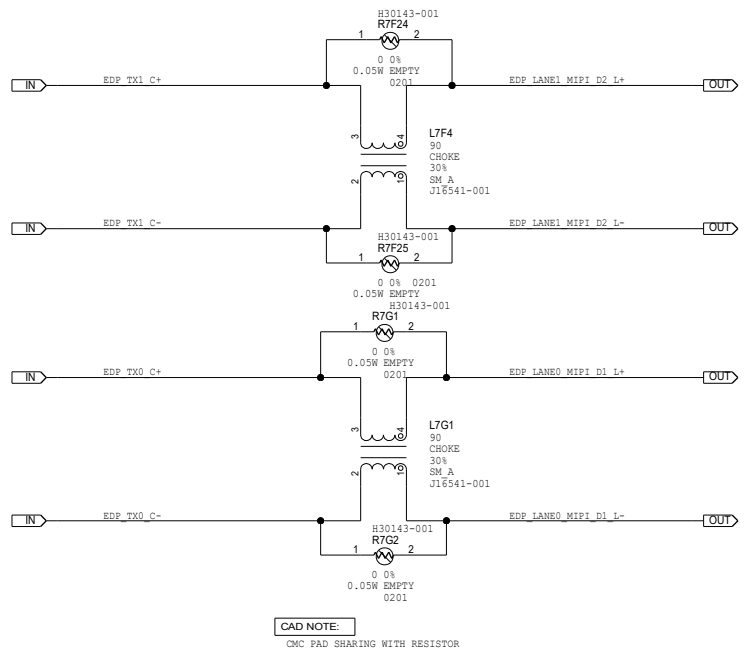 H30143-001
R7F24
1 2
0 0%
0.05W EMPTY
0201
IN EDP_TX1_C+ EDP_LANE1_MIPI_D2_L+ OUT
3 4
L7F4
90
CHOKE
30%
SM_A
J16541-001
2 1
IN EDP_TX1_C- EDP_LANE1_MIPI_D2_L- OUT
H30143-001
R7F25
1 2
0 0% 0201
0.05W EMPTY
H30143-001
R7G1
1 2
0 0%
0.05W EMPTY
0201
IN EDP_TX0_C+ EDP_LANE0_MIPI_D1_L+ OUT
3 4
L7G1
90
CHOKE
30%
SM_A
J16541-001
2 1
IN EDP_TX0_C- EDP_LANE0_MIPI_D1_L- OUT
H30143-001
R7G2
1 2
0 0%
0.05W EMPTY
0201
CAD NOTE:
CMC PAD SHARING WITH RESISTOR